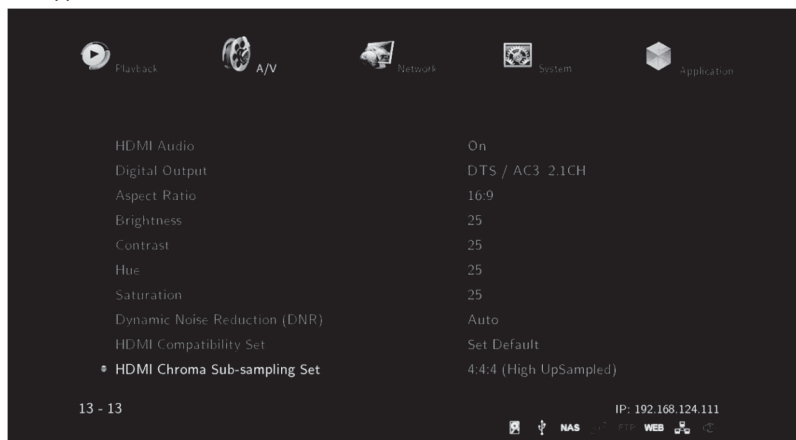 Playback
A/V
Network
System
Application
HDMI Audio On
Digital Output DTS / AC3 2.1CH
Aspect Ratio 16:9
Brightness 25
Contrast 25
Hue 25
Saturation 25
Dynamic Noise Reduction (DNR) Auto
HDMI Compatibility Set Set Default
HDMI Chroma Sub-sampling Set 4:4:4 (High UpSampled)
13 - 13 IP: 192.168.124.111
NAS FTP WEB